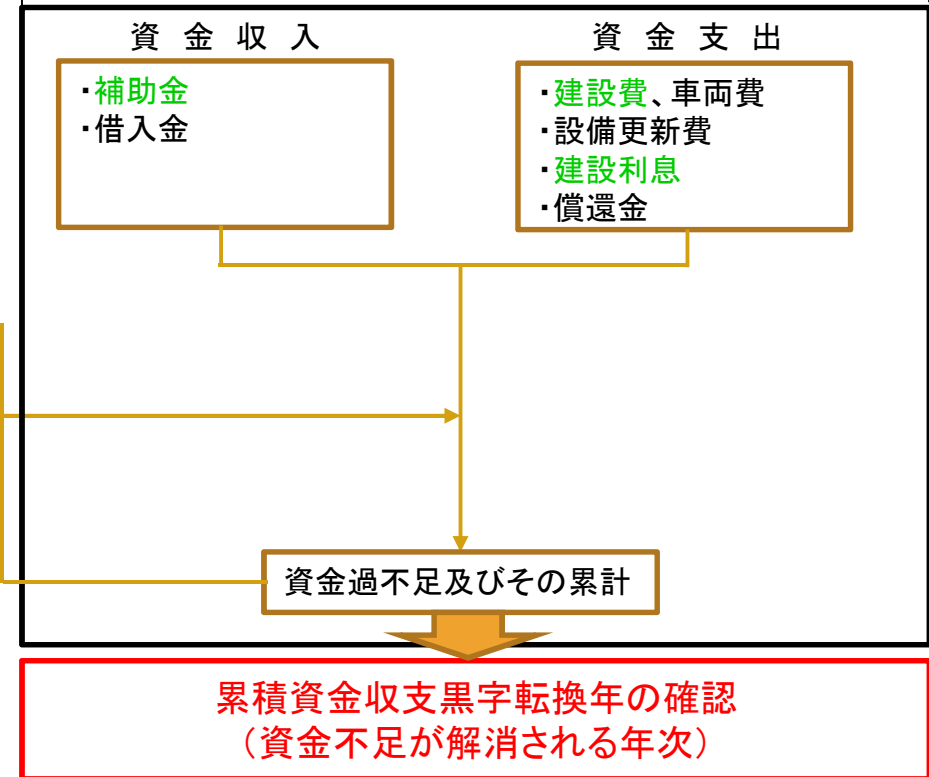 資金収入
・補助金
・借入金
資金支出
・建設費、車両費
・設備更新費
・建設利息
・償還金
資金過不足及びその累計
累積資金収支黒字転換年の確認
（資金不足が解消される年次）